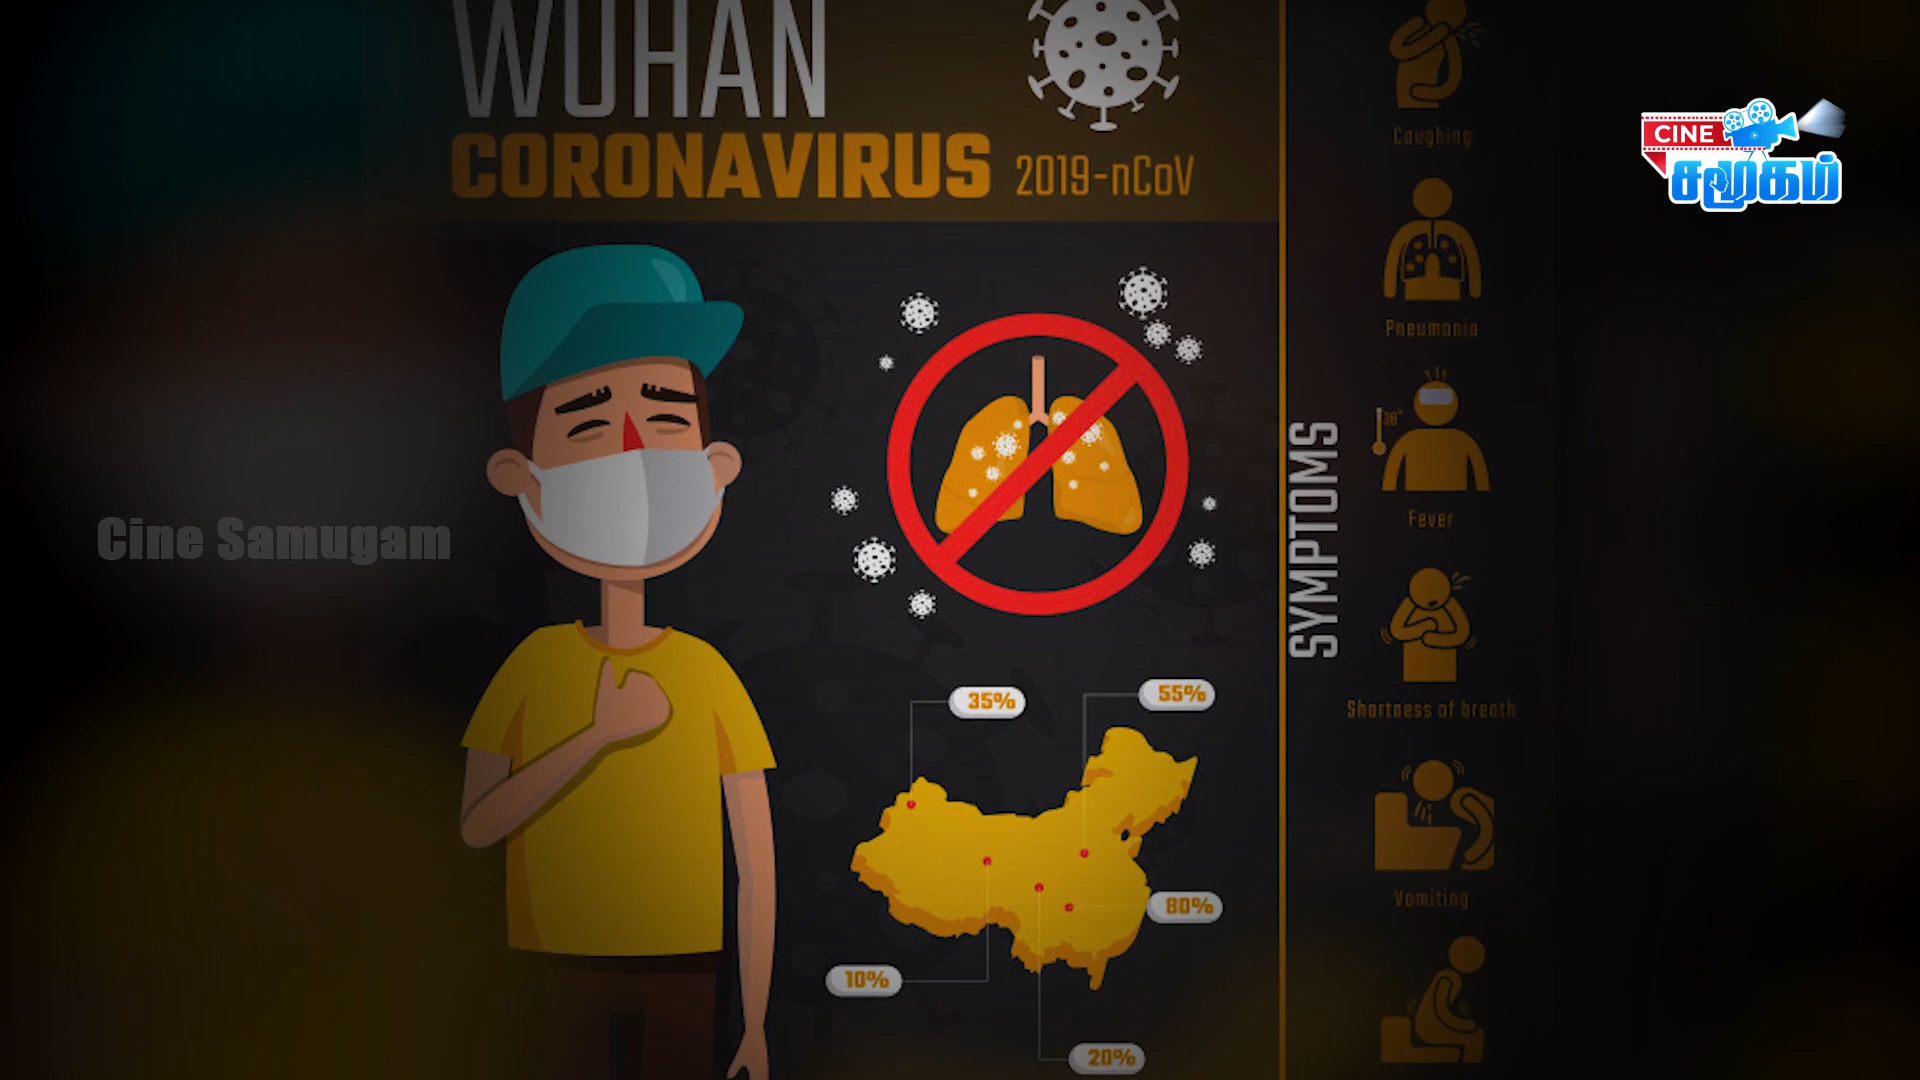 WUHAN
CORONAVIRUS 2019-nCoV
CINE
சமூகம்
Cine Samugam
SYMPTOMS
Coughing
Pneumonia
38°
Fever
Shortness of breath
Vomiting
35%
55%
80%
10%
20%